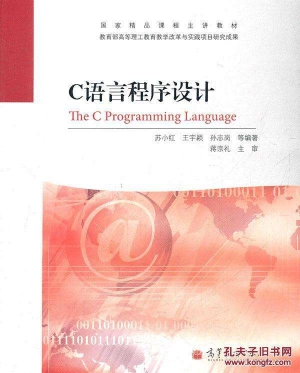 国家精品课程主讲教材
教育部高等理工教育教学改革与实践项目研究成果
C语言程序设计
The C Programming Language
苏小红 王宇颖 孙志岗 等编著
蒋宗礼 主审
孔夫子旧书网